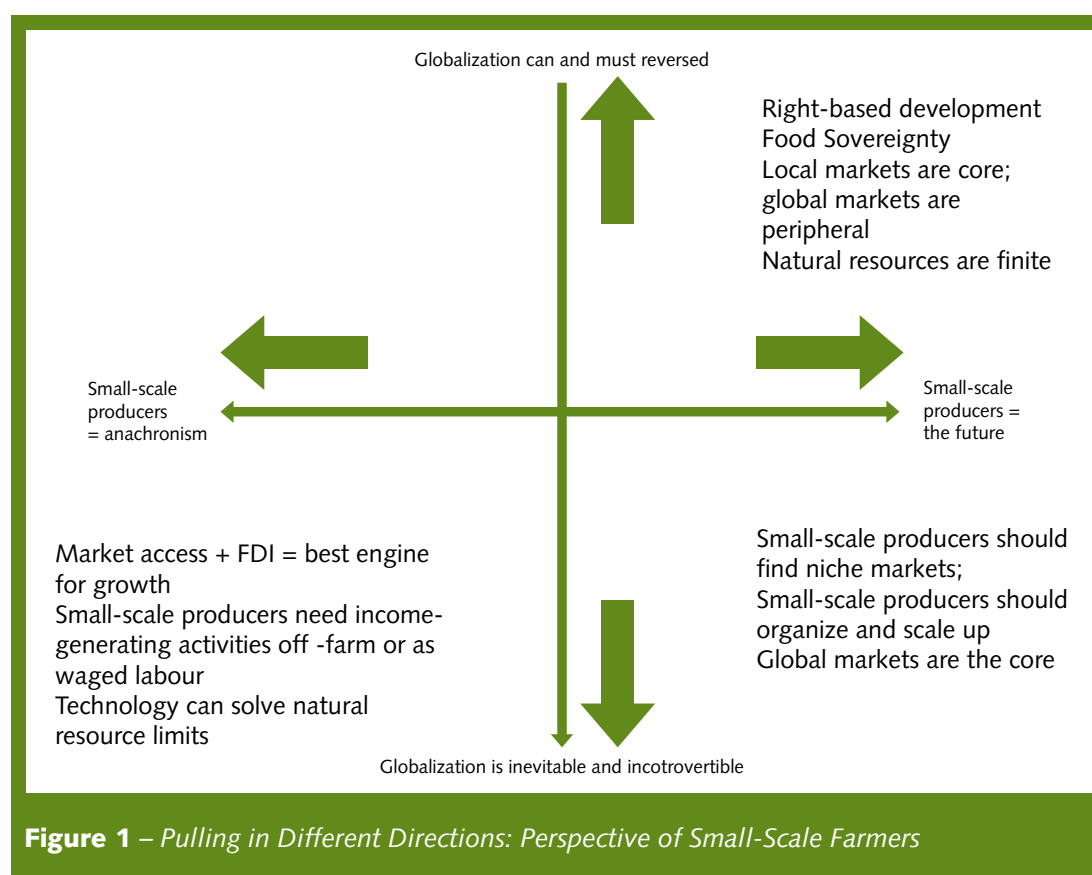 Globalization can and must reversed
Right-based development
Food Sovereignty
Local markets are core;
global markets are
peripheral
Natural resources are finite
Small-scale
producers
= anachronism
Small-scale
producers =
the future
Market access + FDI = best engine
for growth
Small-scale producers need income-
generating activities off -farm or as
waged labour
Technology can solve natural
resource limits
Small-scale producers should
find niche markets;
Small-scale producers should
organize and scale up
Global markets are the core
Globalization is inevitable and incotrovertible
Figure 1 – Pulling in Different Directions: Perspective of Small-Scale Farmers